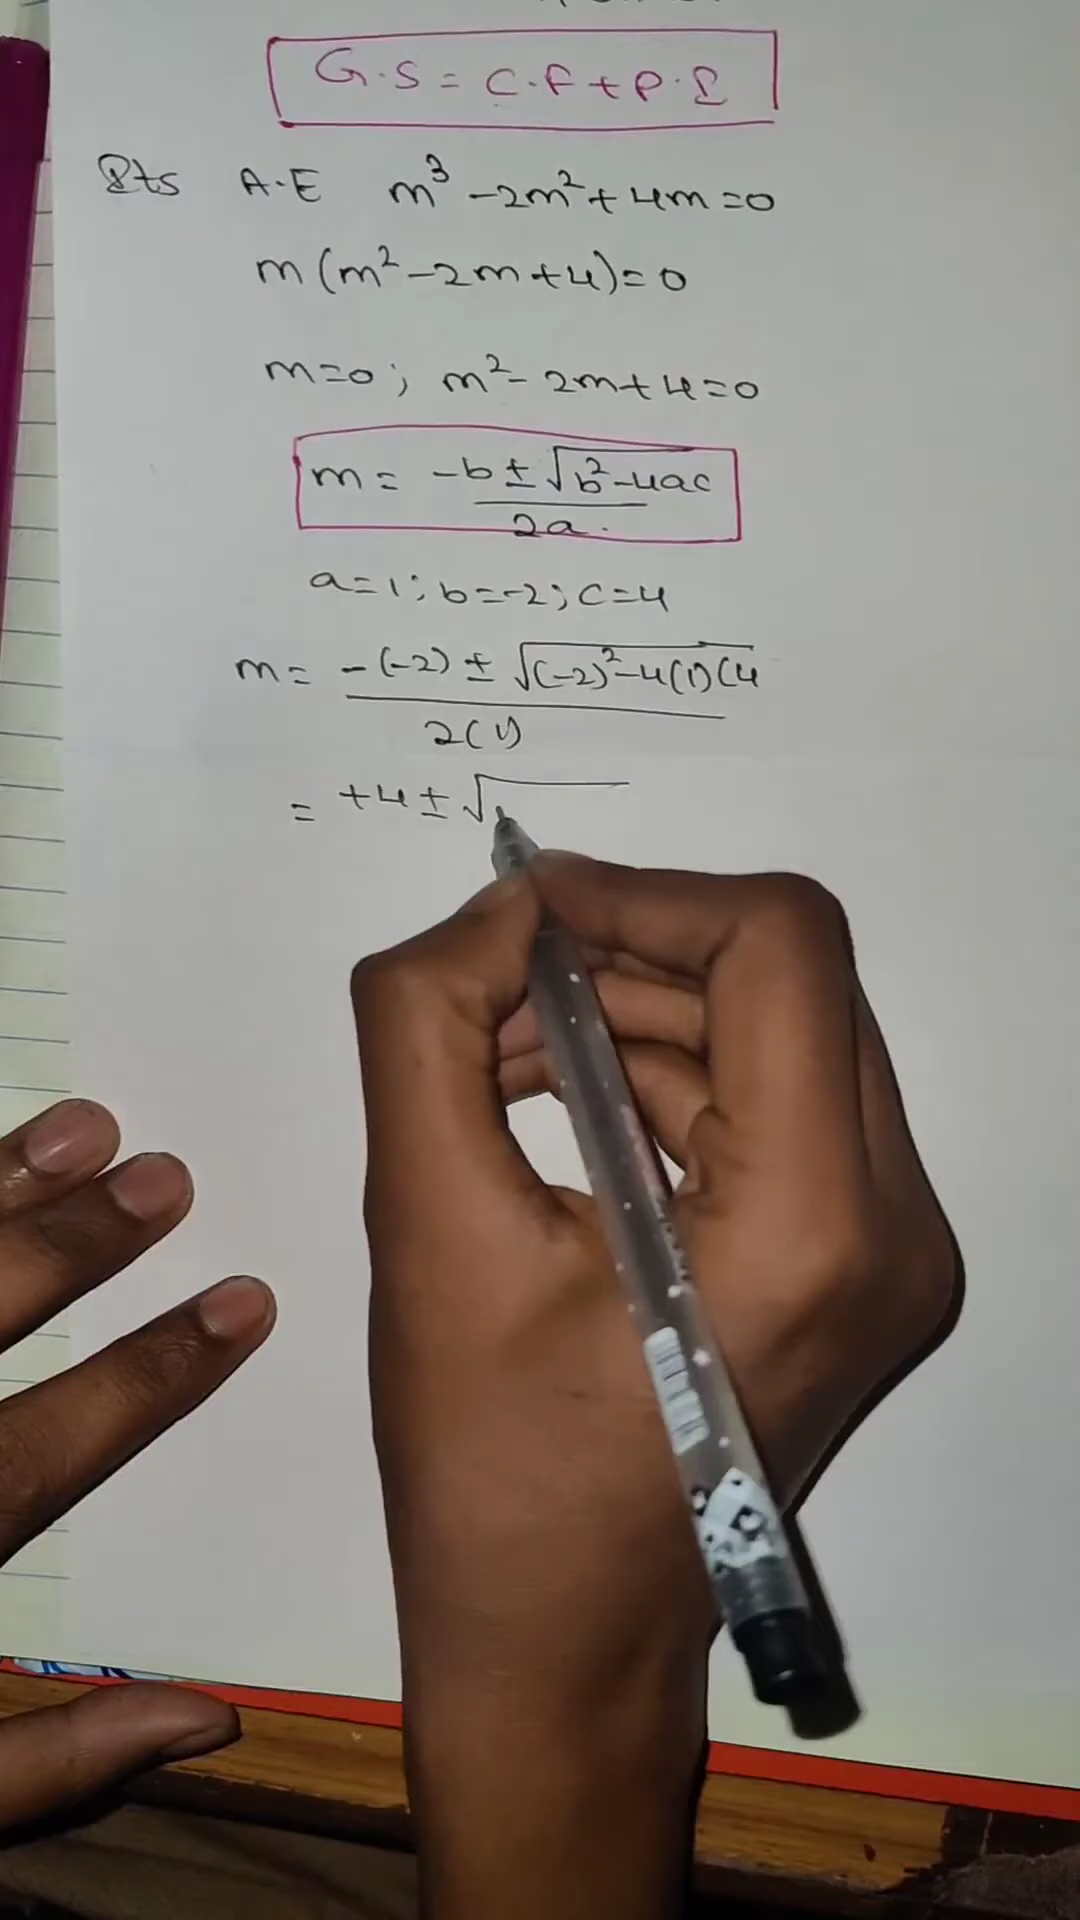 G.S = C.F + P.I
Its A.E m³ - 2m² + 4m = 0
m(m² - 2m + 4) = 0
m = 0 ; m² - 2m + 4 = 0
m = -b ± √b² - 4ac / 2a.
a = 1 ; b = -2 ; c = 4
m = -(-2) ± √(-2)² - 4(1)(4 / 2(1)
= +4 ± √